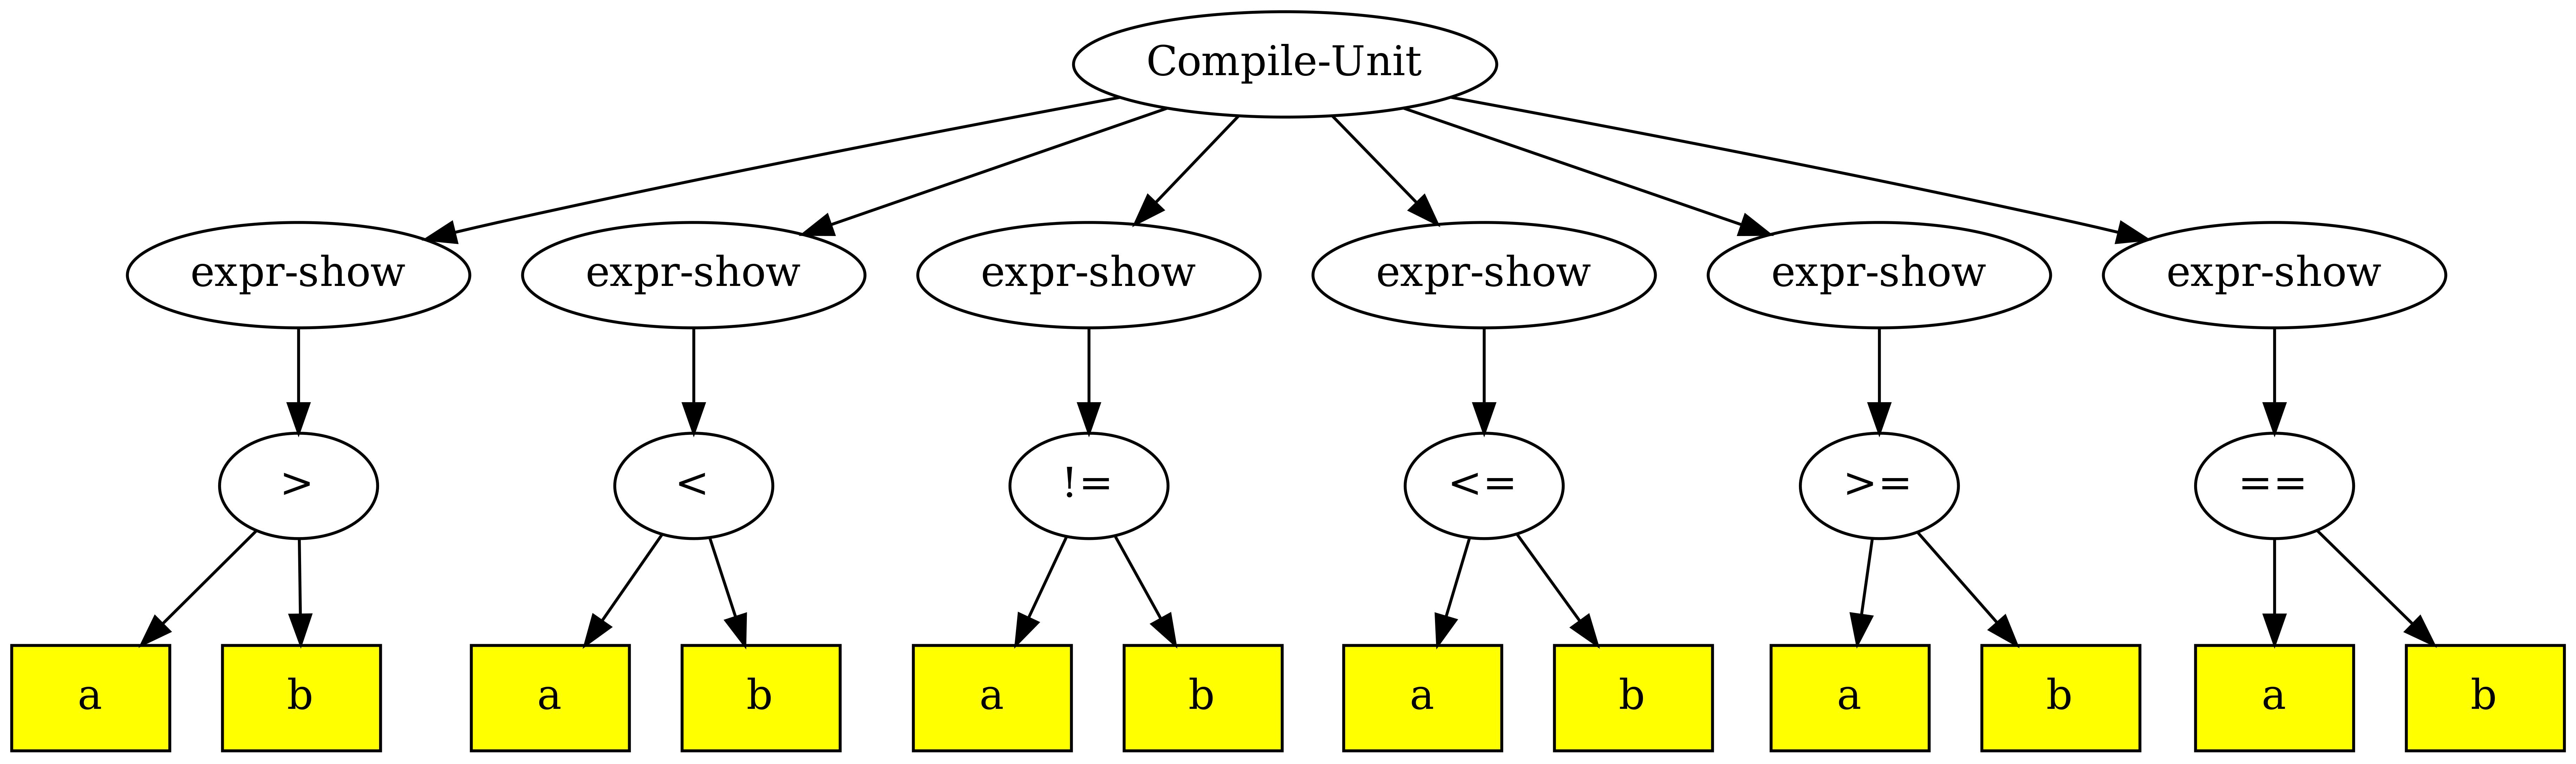 Compile-Unit
expr-show expr-show expr-show expr-show expr-show expr-show
> < != <= >= ==
a b a b a b a b a b a b